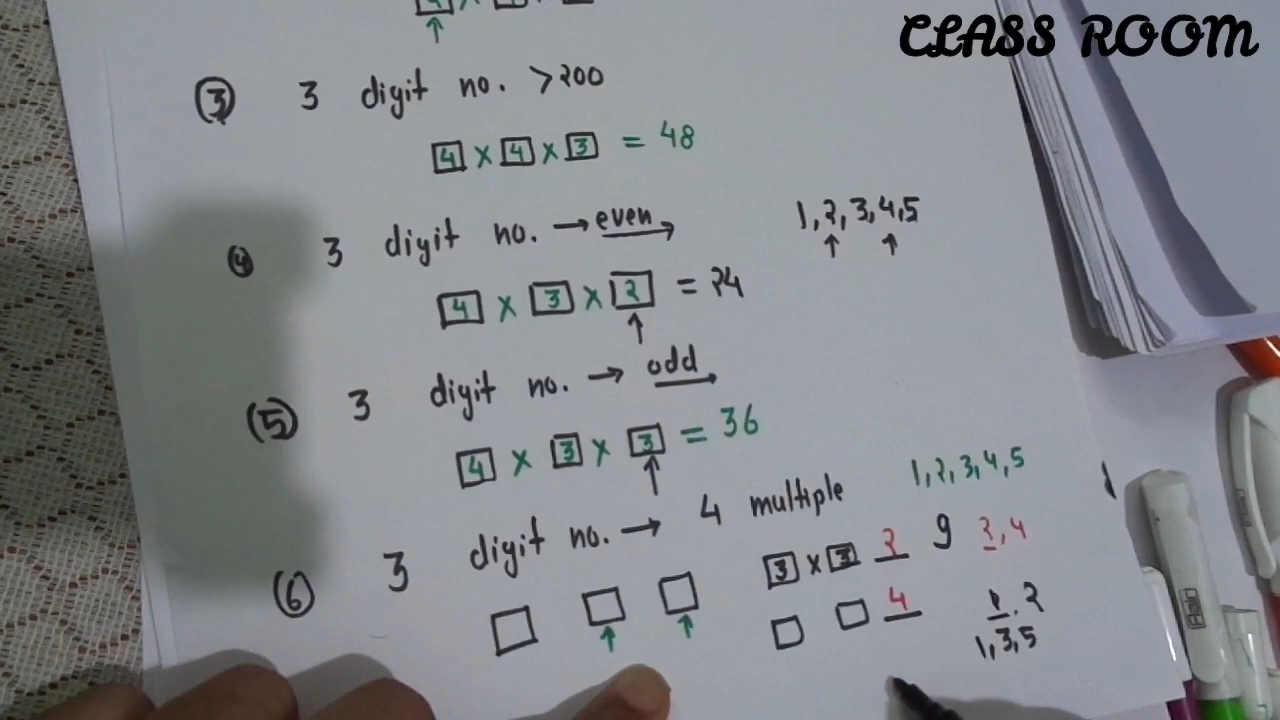 CLASS ROOM
(3) 3 digit no. >200
4 × 4 × 3 = 48
(4) 3 digit no. → even 1,2,3,4,5
4 × 3 × 2 = 24
(5) 3 digit no. → odd
4 × 3 × 3 = 36
(6) 3 digit no. → 4 multiple 1,2,3,4,5
3 × 3 2 9 2,4
4 2
1,3,5